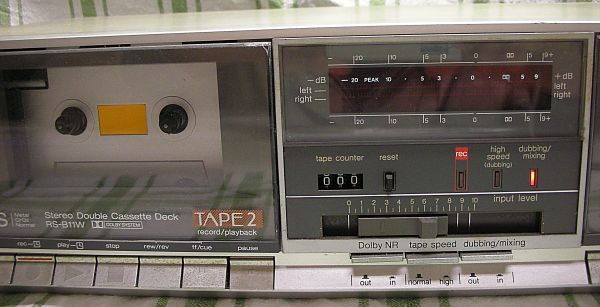 20 10 5 3 0 5 9+
−dB −20 PEAK 10 · 5 3 · 0 · 5 9 +dB
left left
right right
20 10 5 3 0 5 9+
rec high speed (dubbing) dubbing/mixing
tape counter reset
000
0 1 2 3 4 5 6 7 8 9 10 input level
S Metal CrO2 Normal
Stereo Double Cassette Deck
RS-B11W DOLBY SYSTEM
TAPE 2
record/playback
rec play stop rew/rev ff/cue pause
Dolby NR tape speed dubbing/mixing
out in normal high out in